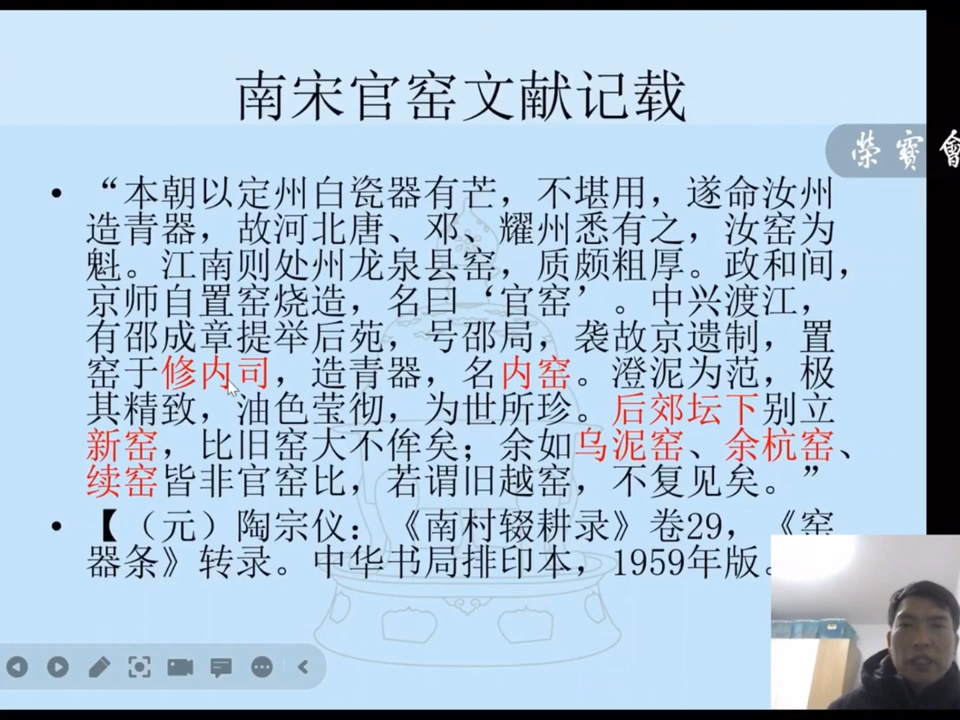 南宋官窑文献记载
榮寶會
• “本朝以定州白瓷器有芒，不堪用，遂命汝州
造青器，故河北唐、邓、耀州悉有之，汝窑为
魁。江南则处州龙泉县窑，质颇粗厚。政和间，
京师自置窑烧造，名曰‘官窑’。中兴渡江，
有邵成章提举后苑，号邵局，袭故京遗制，置
窑于修内司，造青器，名内窑。澄泥为范，极
其精致，油色莹彻，为世所珍。后郊坛下别立
新窑，比旧窑大不侔矣；余如乌泥窑、余杭窑、
续窑皆非官窑比，若谓旧越窑，不复见矣。”
• 【（元）陶宗仪：《南村辍耕录》卷29，《窑
器条》转录。中华书局排印本，1959年版。